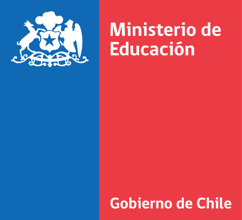 Ministerio de
Educación
Gobierno de Chile